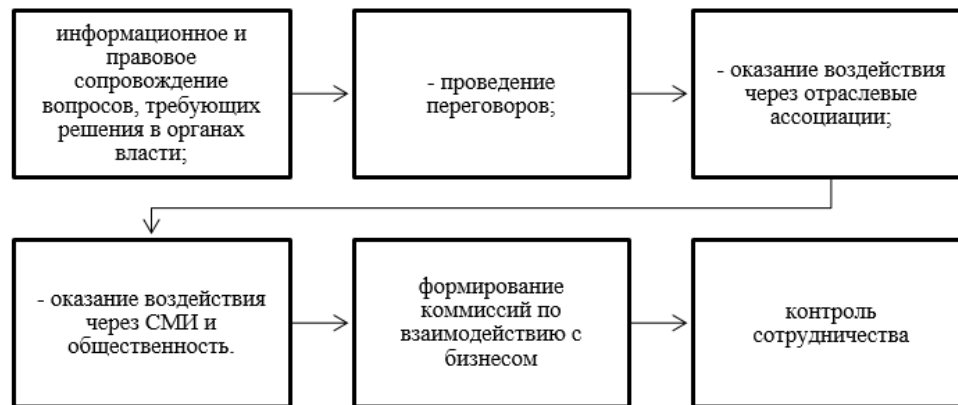 информационное и
правовое
сопровождение
вопросов, требующих
решения в органах
власти;
- проведение
переговоров;
- оказание воздействия
через отраслевые
ассоциации;
- оказание воздействия
через СМИ и
общественность.
формирование
коммиссий по
взаимодействию с
бизнесом
контроль
сотрудничества